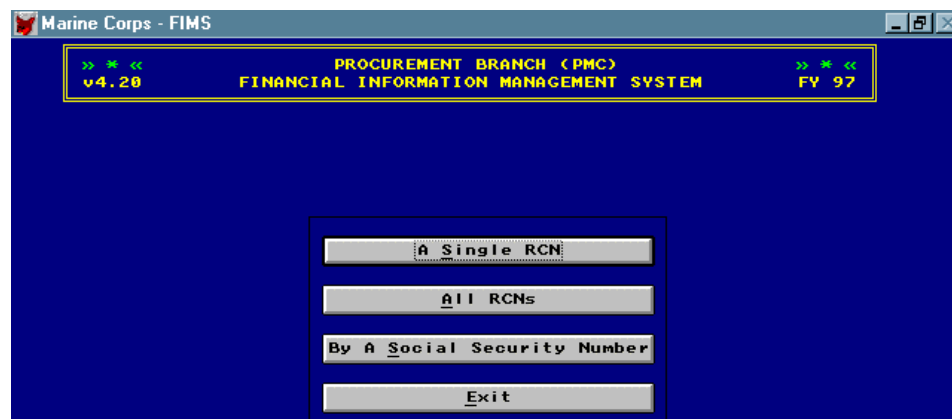 Marine Corps - FIMS
» * « PROCUREMENT BRANCH (PMC) » * «
v4.20 FINANCIAL INFORMATION MANAGEMENT SYSTEM FY 97
A Single RCN
All RCNs
By A Social Security Number
Exit